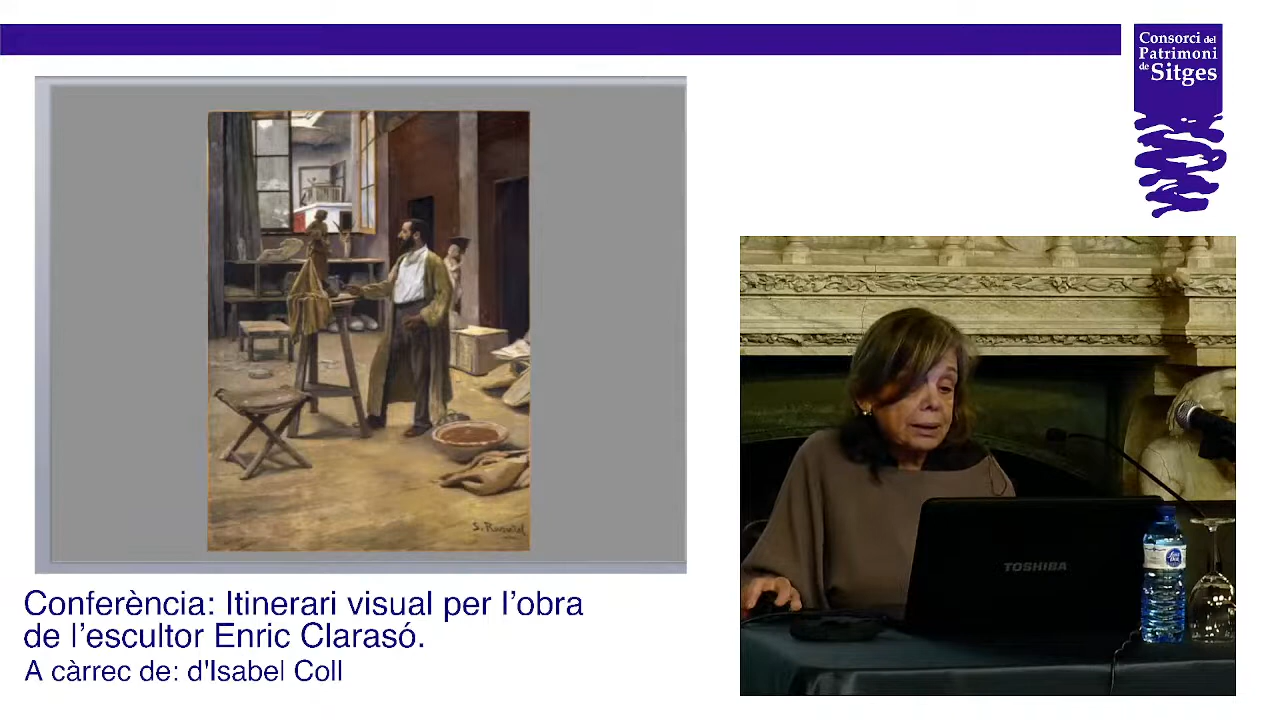 Consorci del
Patrimoni
de Sitges
S. Rusiñol
Conferència: Itinerari visual per l'obra
de l'escultor Enric Clarasó.
A càrrec de: d'Isabel Coll
TOSHIBA